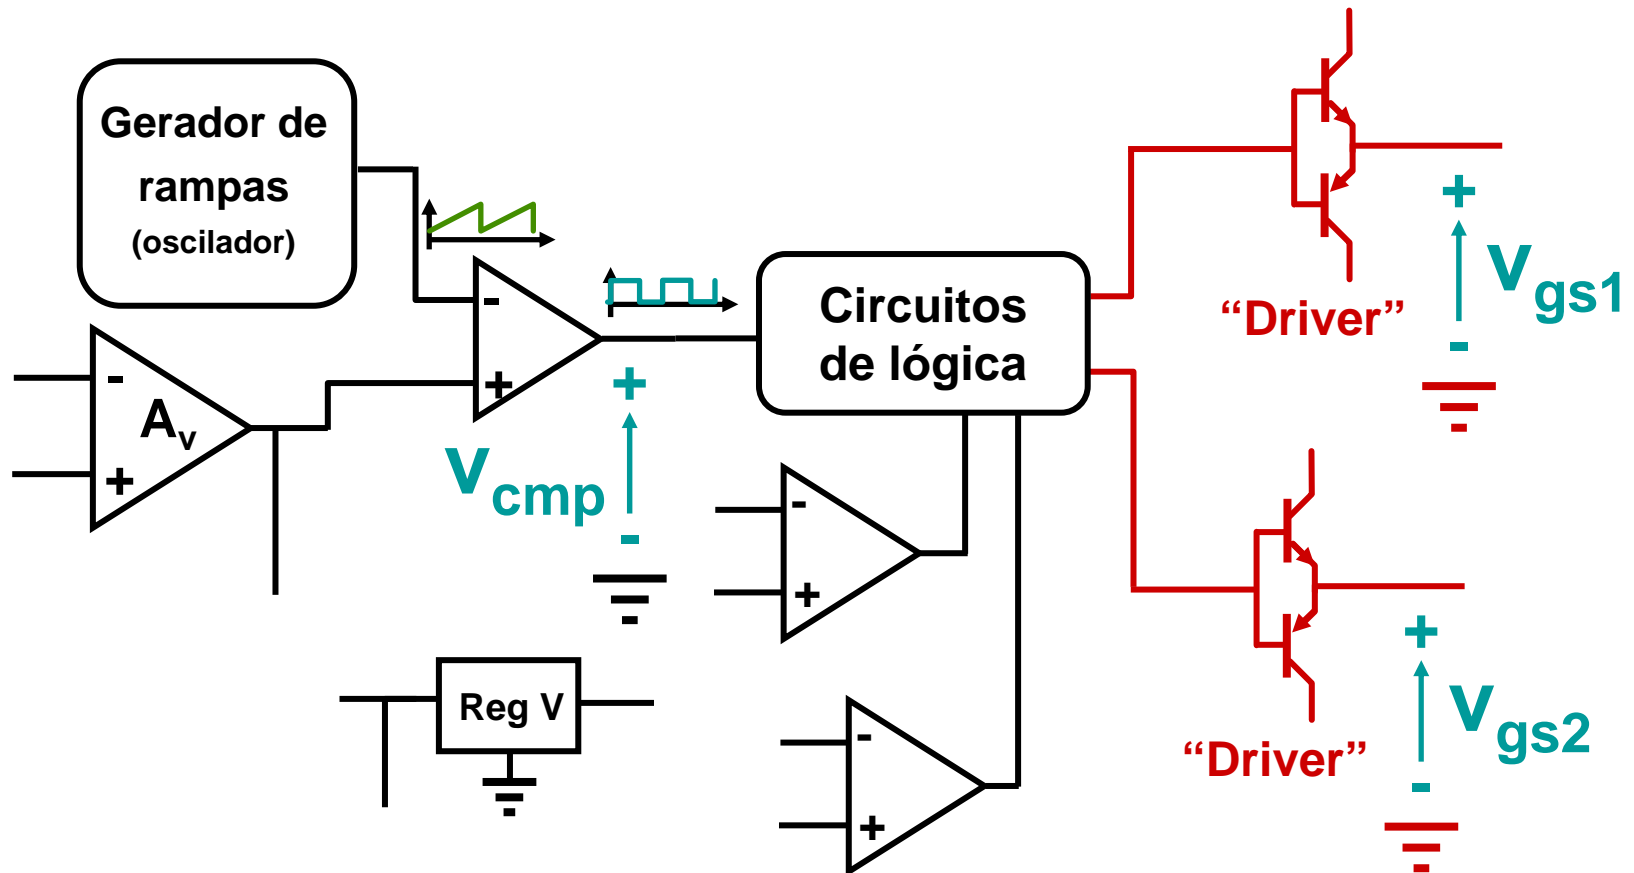 Gerador de
rampas
(oscilador)
-
+
Av
-
+
vcmp
+
-
Circuitos
de lógica
-
+
-
+
Reg V
“Driver”
+
vgs1
-
“Driver”
+
vgs2
-